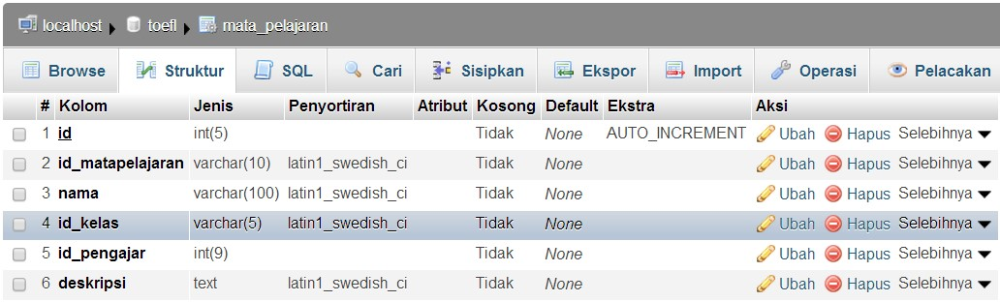 localhost toefl mata_pelajaran
Browse Struktur SQL Cari Sisipkan Ekspor Import Operasi Pelacakan
# Kolom Jenis Penyortiran Atribut Kosong Default Ekstra Aksi
1 id int(5) Tidak None AUTO_INCREMENT Ubah Hapus Selebihnya
2 id_matapelajaran varchar(10) latin1_swedish_ci Tidak None Ubah Hapus Selebihnya
3 nama varchar(100) latin1_swedish_ci Tidak None Ubah Hapus Selebihnya
4 id_kelas varchar(5) latin1_swedish_ci Tidak None Ubah Hapus Selebihnya
5 id_pengajar int(9) Tidak None Ubah Hapus Selebihnya
6 deskripsi text latin1_swedish_ci Tidak None Ubah Hapus Selebihnya